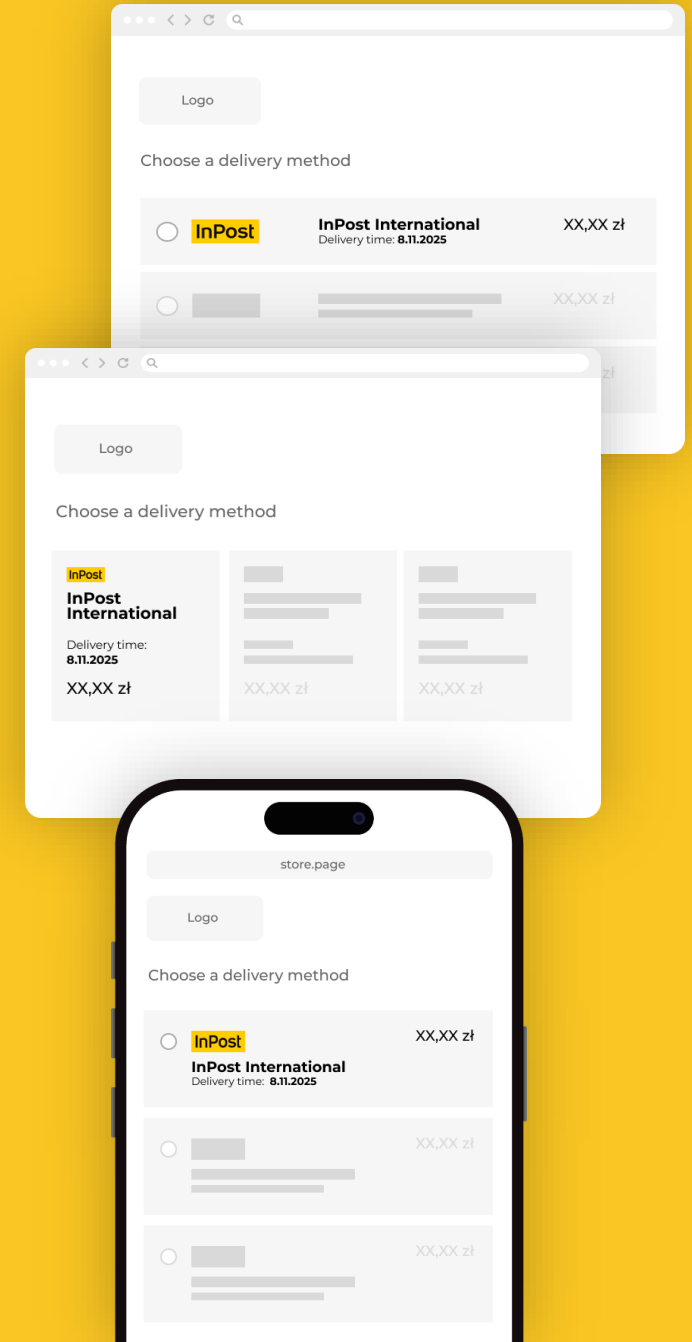 Logo
Choose a delivery method
InPost
InPost International
XX,XX zł
Delivery time: 8.11.2025
XX,XX zł
zł
Logo
Choose a delivery method
InPost
InPost
International
Delivery time:
8.11.2025
XX,XX zł
XX,XX zł
XX,XX zł
store.page
Logo
Choose a delivery method
InPost
XX,XX zł
InPost International
Delivery time: 8.11.2025
XX,XX zł
XX,XX zł